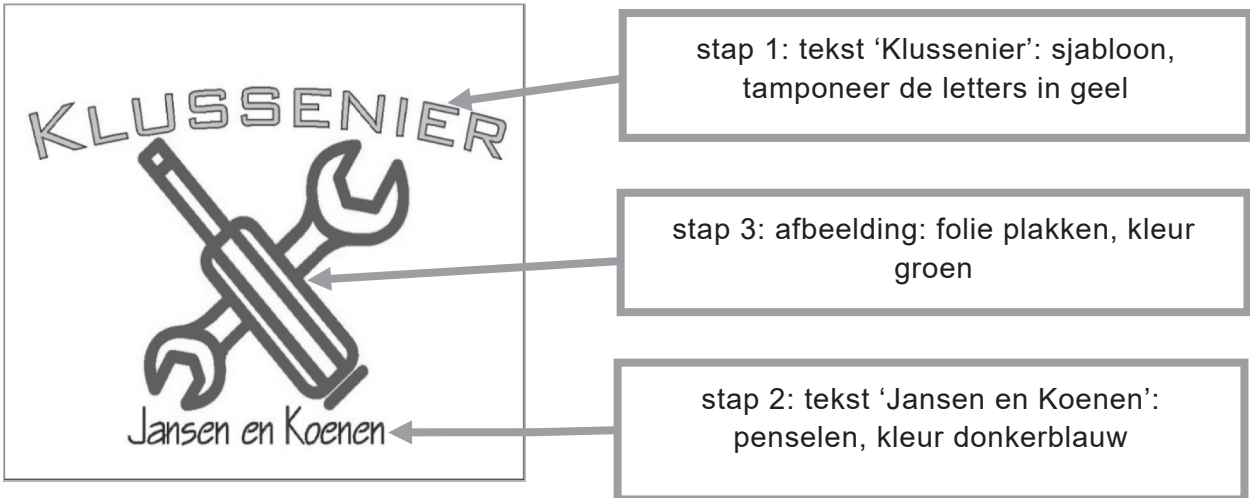 KLUSSENIER
Jansen en Koenen
stap 1: tekst ‘Klussenier’: sjabloon,
tamponeer de letters in geel
stap 3: afbeelding: folie plakken, kleur
groen
stap 2: tekst ‘Jansen en Koenen’:
penselen, kleur donkerblauw